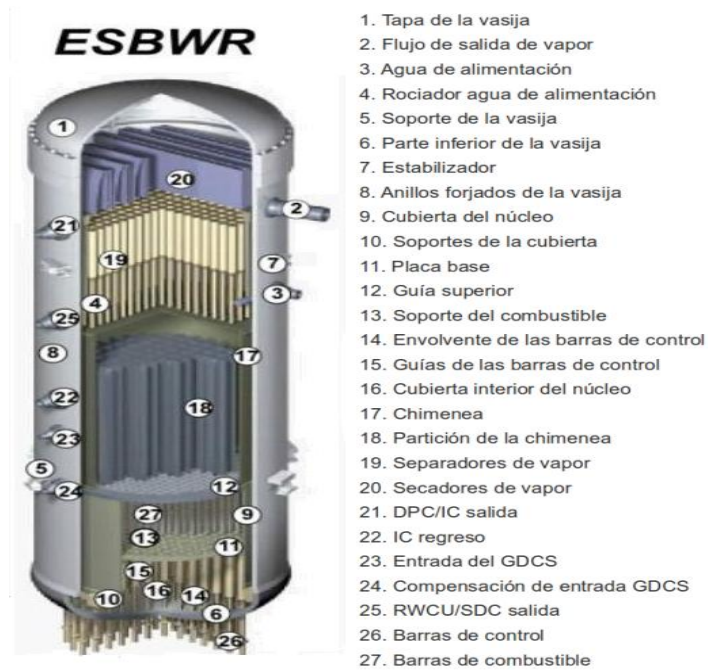 ESBWR
1. Tapa de la vasija
2. Flujo de salida de vapor
3. Agua de alimentación
4. Rociador agua de alimentación
5. Soporte de la vasija
6. Parte inferior de la vasija
7. Estabilizador
8. Anillos forjados de la vasija
9. Cubierta del núcleo
10. Soportes de la cubierta
11. Placa base
12. Guía superior
13. Soporte del combustible
14. Envolvente de las barras de control
15. Guías de las barras de control
16. Cubierta interior del núcleo
17. Chimenea
18. Partición de la chimenea
19. Separadores de vapor
20. Secadores de vapor
21. DPC/IC salida
22. IC regreso
23. Entrada del GDCS
24. Compensación de entrada GDCS
25. RWCU/SDC salida
26. Barras de control
27. Barras de combustible
1
20
2
21
19
7
3
4
25
8
17
22
18
23
5
24
12
27
9
13
11
15
16
14
10
6
26